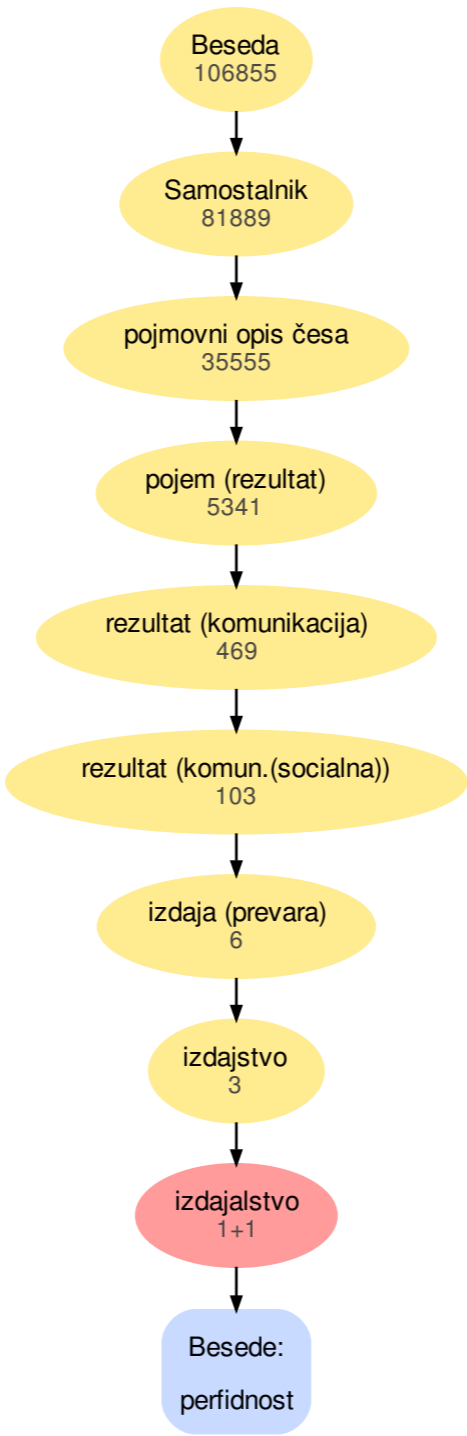 Beseda
106855
Samostalnik
81889
pojmovni opis česa
35555
pojem (rezultat)
5341
rezultat (komunikacija)
469
rezultat (komun.(socialna))
103
izdaja (prevara)
6
izdajstvo
3
izdajalstvo
1+1
Besede:
perfidnost